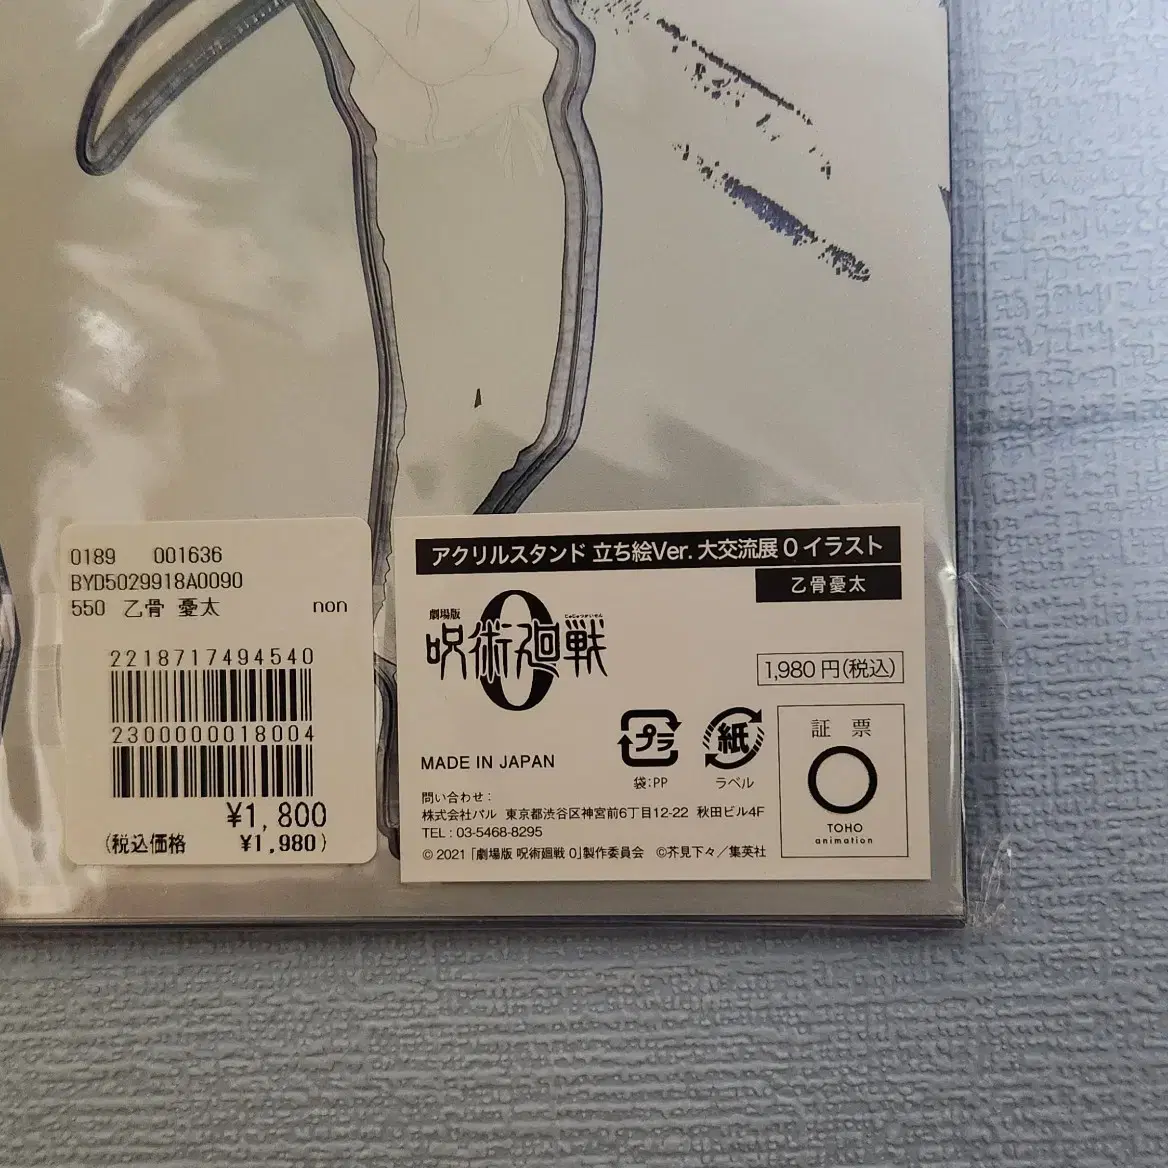 0189 001636
BYD5029918A0090
550 乙骨 憂太 non
2218717494540
2300000018004
¥1,800
(税込価格 ¥1,980)
アクリルスタンド 立ち絵Ver. 大交流展 0 イラスト
乙骨憂太
劇場版
じゅじゅつかいせん
呪術廻戦
0
1,980 円(税込)
プラ
紙
袋:PP
ラベル
証 票
TOHO
animation
MADE IN JAPAN
問い合わせ:
株式会社パル 東京都渋谷区神宮前6丁目12-22 秋田ビル4F
TEL : 03-5468-8295
© 2021 「劇場版 呪術廻戦 0」製作委員会 ©芥見下々／集英社